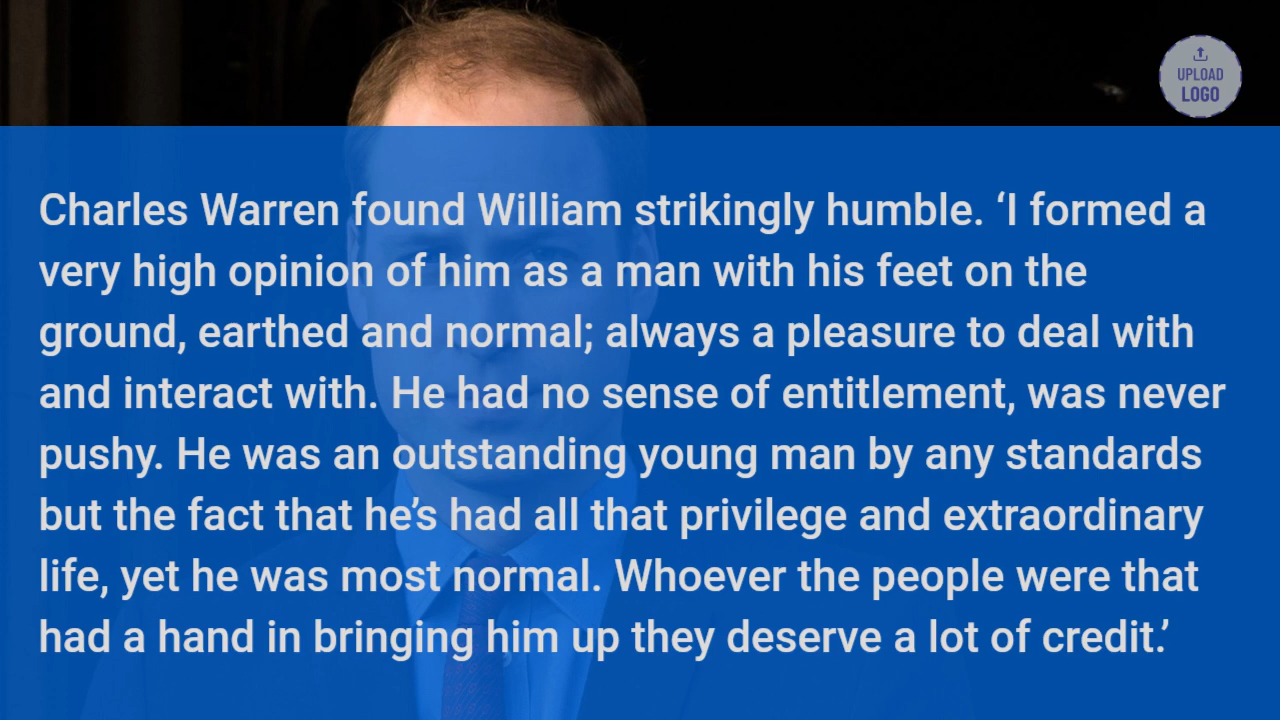 UPLOAD
LOGO
Charles Warren found William strikingly humble. ‘I formed a
very high opinion of him as a man with his feet on the
ground, earthed and normal; always a pleasure to deal with
and interact with. He had no sense of entitlement, was never
pushy. He was an outstanding young man by any standards
but the fact that he’s had all that privilege and extraordinary
life, yet he was most normal. Whoever the people were that
had a hand in bringing him up they deserve a lot of credit.’